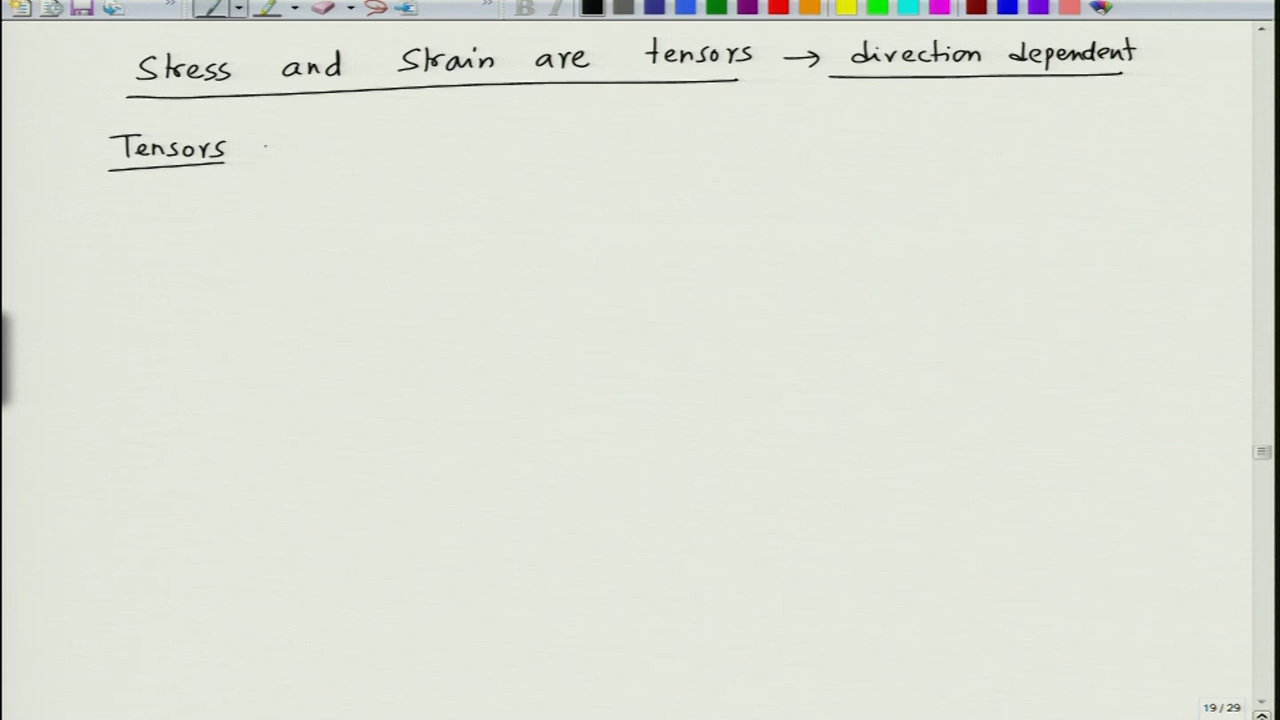 Stress and Strain are tensors → direction dependent
Tensors
19 / 29